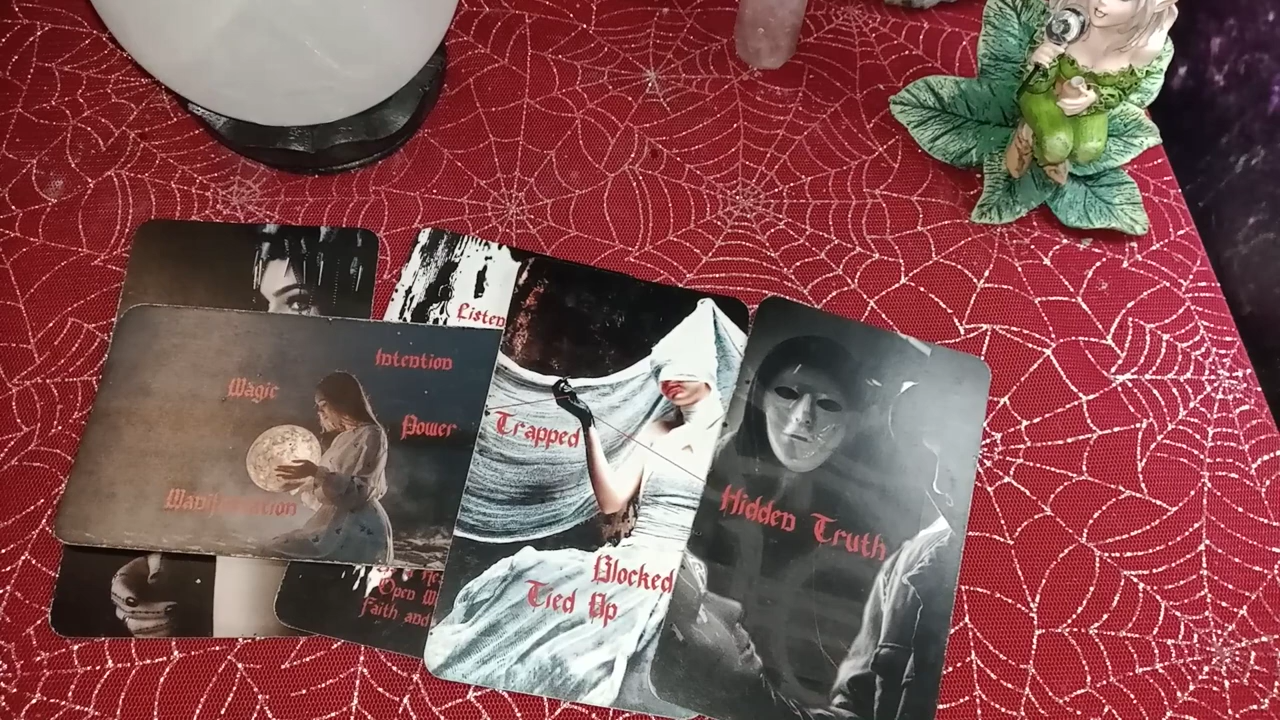 Listen
Intention
Magic
Power
Manifestation
Open
Faith and
Trapped
Blocked
Tied Up
Hidden Truth